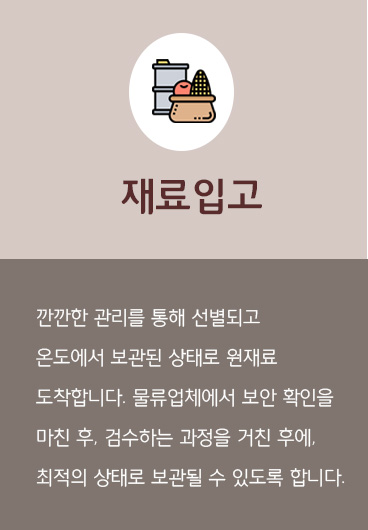 재료입고
깐깐한 관리를 통해 선별되고
온도에서 보관된 상태로 원재료
도착합니다. 물류업체에서 보안 확인을
마친 후, 검수하는 과정을 거친 후에,
최적의 상태로 보관될 수 있도록 합니다.